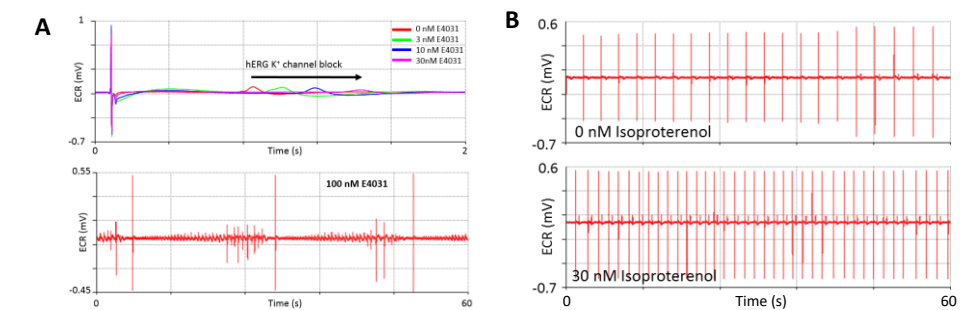 A
1
ECR (mV)
-0.7
0 nM E4031
3 nM E4031
10 nM E4031
30nM E4031
hERG K⁺ channel block
0
Time (s)
2
0.55
ECR (mV)
-0.45
100 nM E4031
0
60
B
0.6
ECR (mV)
-0.7
0 nM Isoproterenol
0.6
ECR (mV)
-0.7
30 nM Isoproterenol
0
Time (s)
60